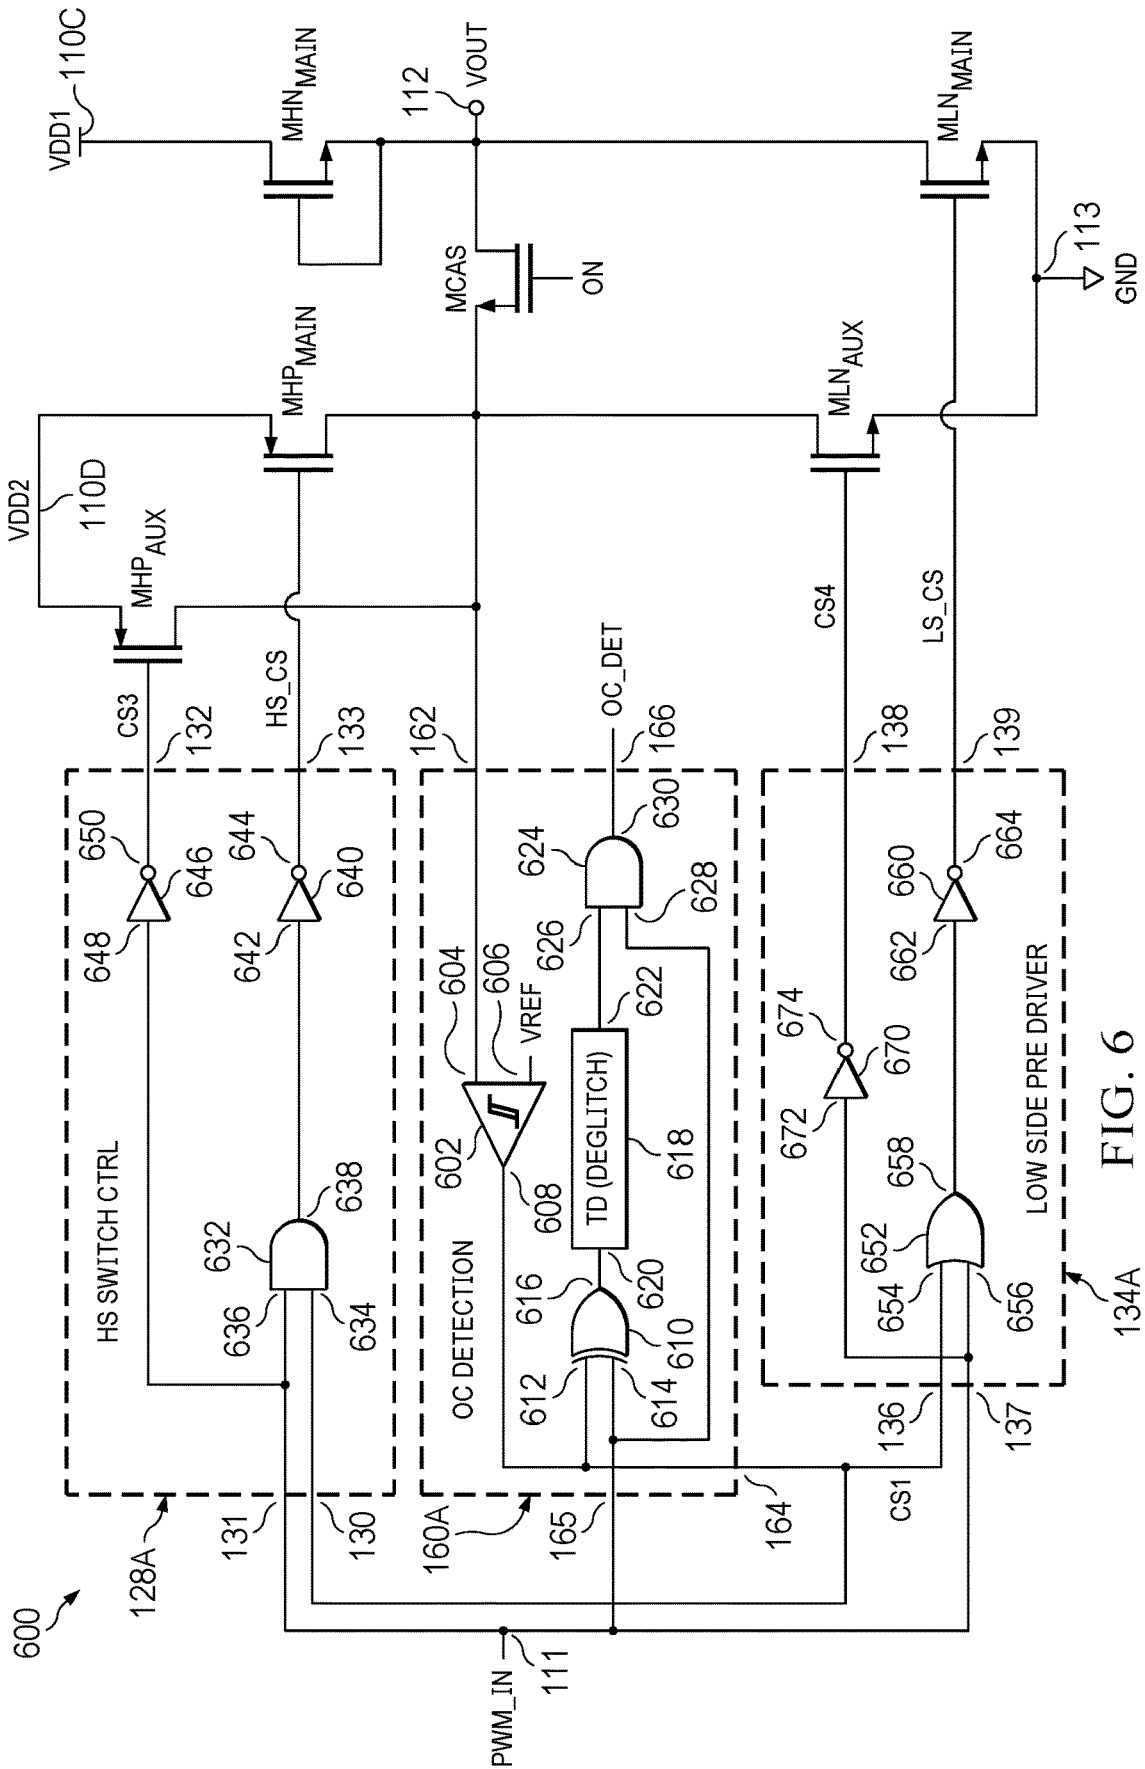 600
128A
HS SWITCH CTRL
131
130
636
634
632
638
648
646
650
642
640
644
132
CS3
133
HS_CS
VDD2
110D
MHP_AUX
MHP_MAIN
VDD1
110C
MHN_MAIN
PWM_IN
111
160A
OC DETECTION
165
164
612
614
616
610
620
TD (DEGLITCH)
618
622
602
608
604
606
VREF
626
628
624
630
162
166
OC_DET
MCAS
ON
112
VOUT
CS1
136
137
134A
LOW SIDE PRE DRIVER
654
656
652
658
672
670
674
662
660
664
138
CS4
139
LS_CS
MLN_AUX
MLN_MAIN
113
GND
FIG. 6